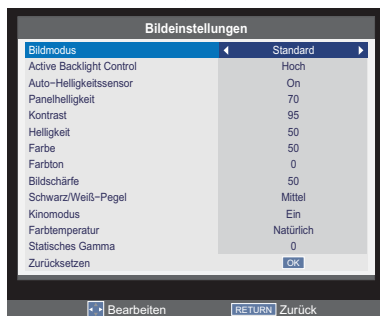 Bildeinstellungen
Bildmodus Standard
Active Backlight Control Hoch
Auto-Helligkeitssensor On
Panelhelligkeit 70
Kontrast 95
Helligkeit 50
Farbe 50
Farbton 0
Bildschärfe 50
Schwarz/Weiß-Pegel Mittel
Kinomodus Ein
Farbtemperatur Natürlich
Statisches Gamma 0
Zurücksetzen OK
Bearbeiten RETURN Zurück